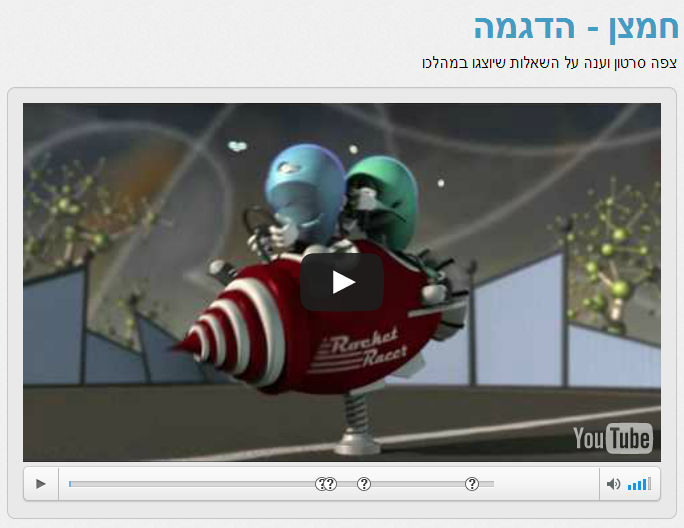 חמצן - הדגמה
צפה סרטון וענה על השאלות שיוצגו במהלכו
Rocket
Racer
YouTube
? ? ? ?